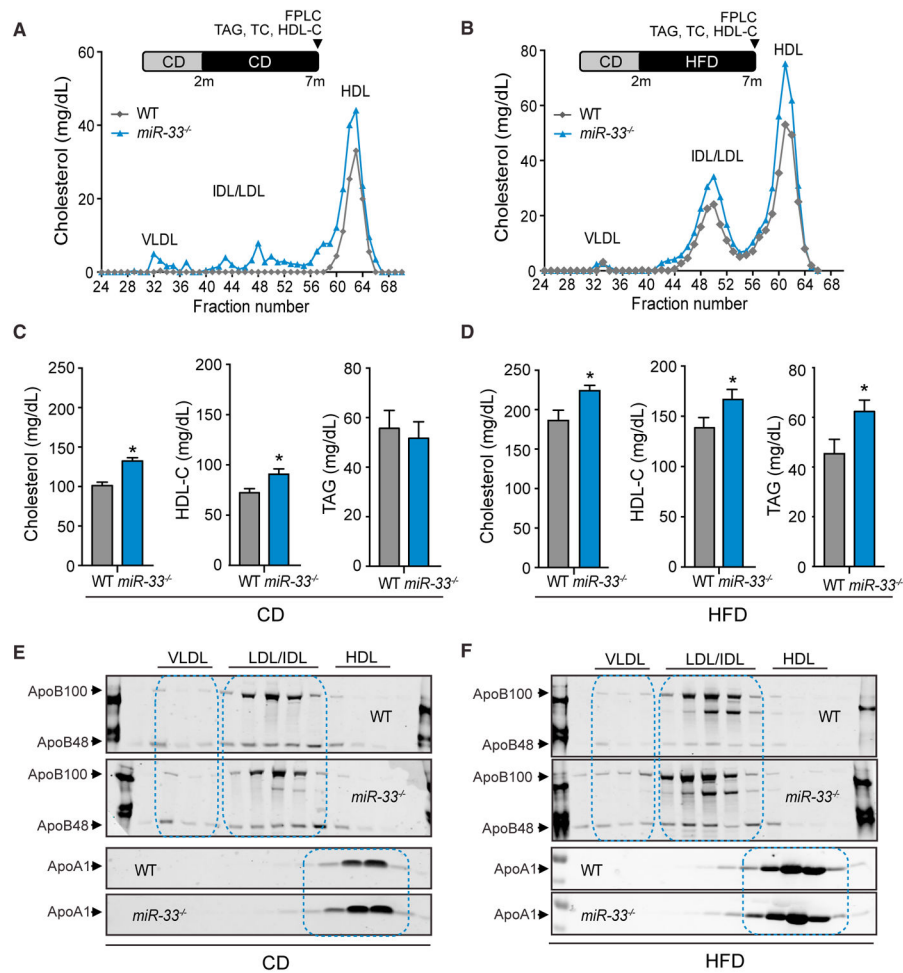 A
FPLC
TAG, TC, HDL-C
CD CD
2m 7m
60
40
20
0
Cholesterol (mg/dL)
WT
miR-33-/-
VLDL
IDL/LDL
HDL
24 28 32 36 40 44 48 52 56 60 64 68
Fraction number
B
FPLC
TAG, TC, HDL-C
CD HFD
2m 7m
80
60
40
20
0
Cholesterol (mg/dL)
WT
miR-33-/-
VLDL
IDL/LDL
HDL
24 28 32 36 40 44 48 52 56 60 64 68
Fraction number
C
250
200
150
100
50
0
Cholesterol (mg/dL)
*
WT miR-33-/-
200
150
100
50
0
HDL-C (mg/dL)
*
WT miR-33-/-
80
60
40
20
0
TAG (mg/dL)
WT miR-33-/-
CD
D
250
200
150
100
50
0
Cholesterol (mg/dL)
*
WT miR-33-/-
200
150
100
50
0
HDL-C (mg/dL)
*
WT miR-33-/-
80
60
40
20
0
TAG (mg/dL)
*
WT miR-33-/-
HFD
E
VLDL LDL/IDL HDL
ApoB100
WT
ApoB48
ApoB100
miR-33-/-
ApoB48
ApoA1 WT
ApoA1 miR-33-/-
CD
F
VLDL LDL/IDL HDL
ApoB100
WT
ApoB48
ApoB100
miR-33-/-
ApoB48
ApoA1 WT
ApoA1 miR-33-/-
HFD